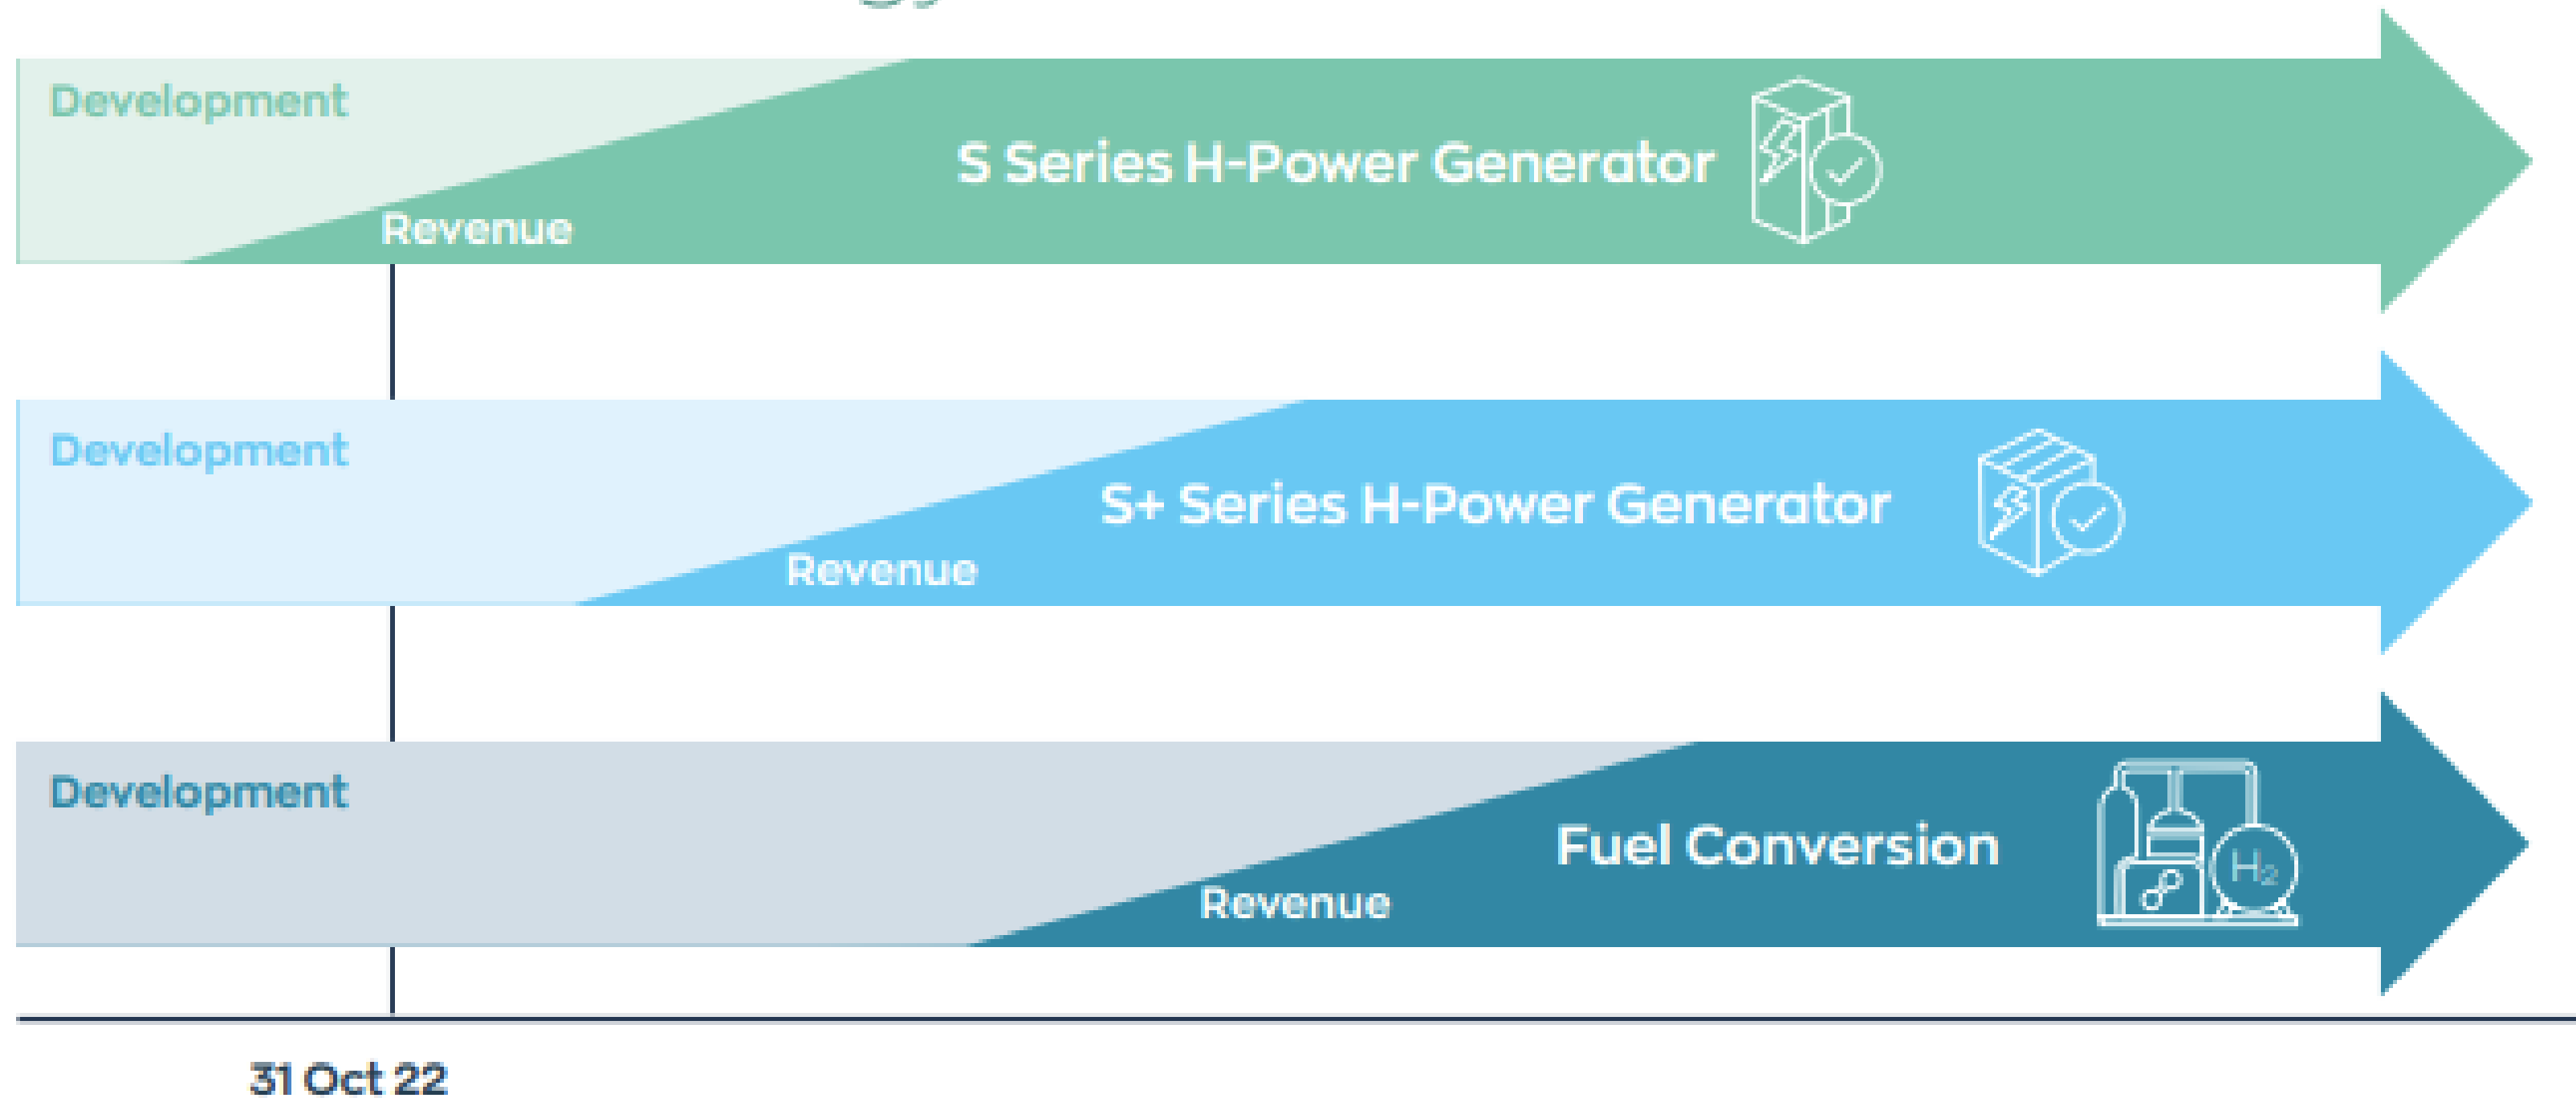 Development
S Series H-Power Generator
Revenue
Development
S+ Series H-Power Generator
Revenue
Development
Fuel Conversion
H₂
Revenue
31 Oct 22